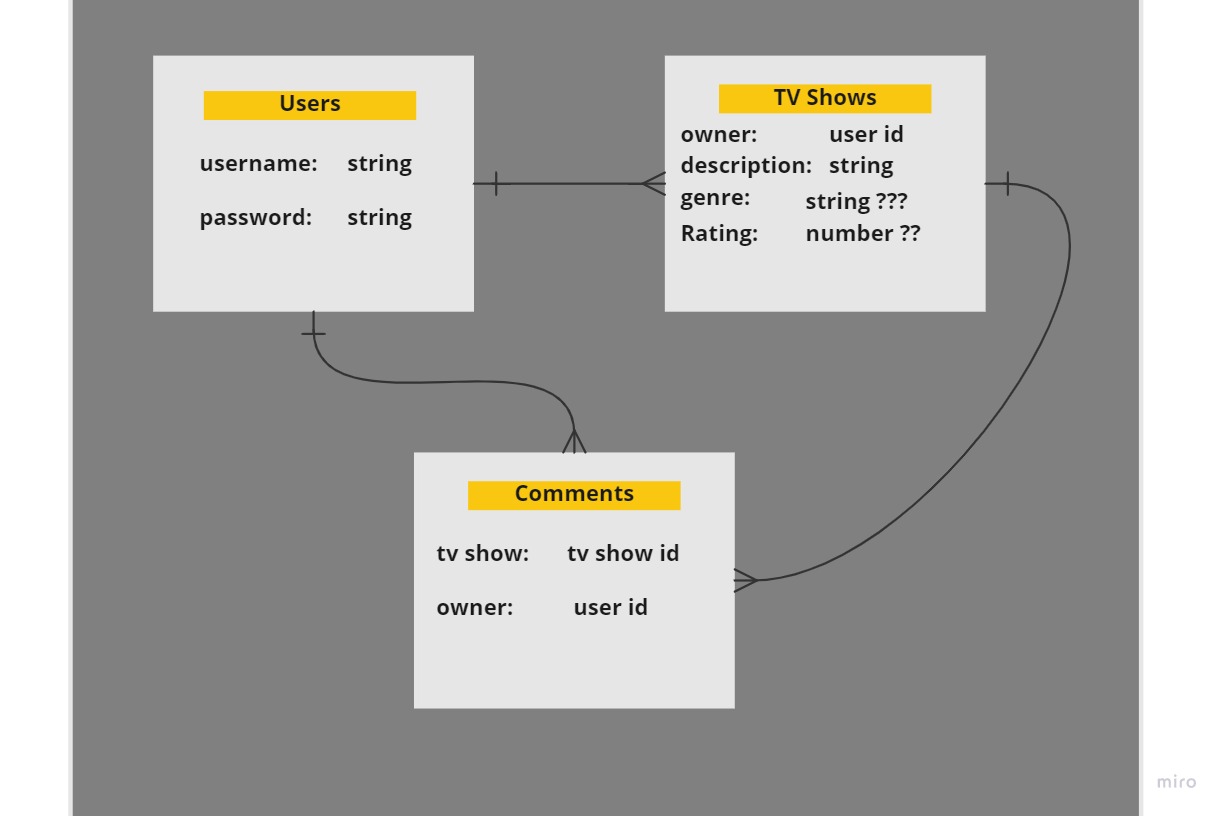 Users
username: string
password: string
TV Shows
owner: user id
description: string
genre: string ???
Rating: number ??
Comments
tv show: tv show id
owner: user id
miro